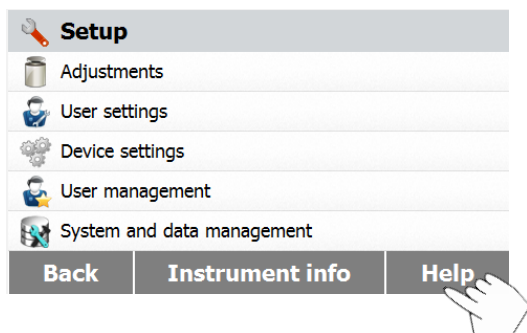 Setup
Adjustments
User settings
Device settings
User management
System and data management
Back Instrument info Help